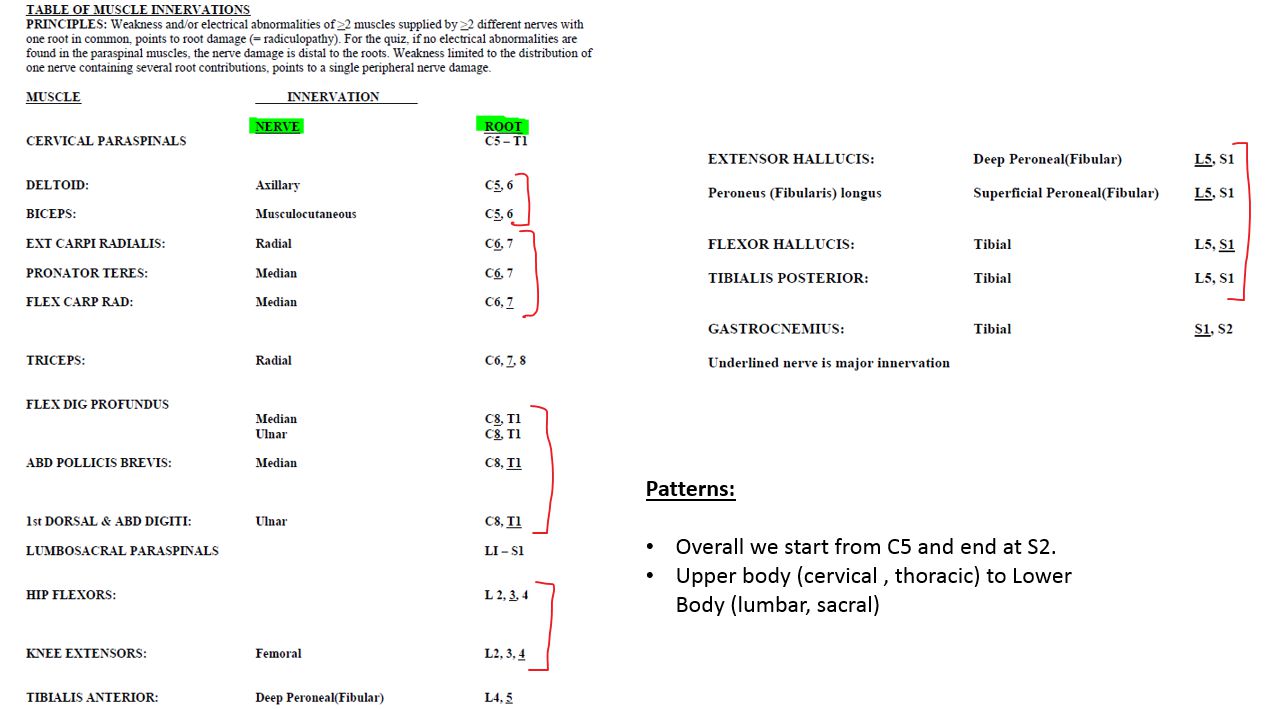 TABLE OF MUSCLE INNERVATIONS
PRINCIPLES: Weakness and/or electrical abnormalities of ≥2 muscles supplied by ≥2 different nerves with
one root in common, points to root damage (= radiculopathy). For the quiz, if no electrical abnormalities are
found in the paraspinal muscles, the nerve damage is distal to the roots. Weakness limited to the distribution of
one nerve containing several root contributions, points to a single peripheral nerve damage.
MUSCLE INNERVATION
NERVE ROOT
CERVICAL PARASPINALS C5 – T1
DELTOID: Axillary C5, 6
BICEPS: Musculocutaneous C5, 6
EXT CARPI RADIALIS: Radial C6, 7
PRONATOR TERES: Median C6, 7
FLEX CARP RAD: Median C6, 7
TRICEPS: Radial C6, 7, 8
FLEX DIG PROFUNDUS
Median C8, T1
Ulnar C8, T1
ABD POLLICIS BREVIS: Median C8, T1
1st DORSAL & ABD DIGITI: Ulnar C8, T1
LUMBOSACRAL PARASPINALS LI – S1
HIP FLEXORS: L 2, 3, 4
KNEE EXTENSORS: Femoral L2, 3, 4
TIBIALIS ANTERIOR: Deep Peroneal(Fibular) L4, 5
EXTENSOR HALLUCIS: Deep Peroneal(Fibular) L5, S1
Peroneus (Fibularis) longus Superficial Peroneal(Fibular) L5, S1
FLEXOR HALLUCIS: Tibial L5, S1
TIBIALIS POSTERIOR: Tibial L5, S1
GASTROCNEMIUS: Tibial S1, S2
Underlined nerve is major innervation
Patterns:
• Overall we start from C5 and end at S2.
• Upper body (cervical , thoracic) to Lower
Body (lumbar, sacral)